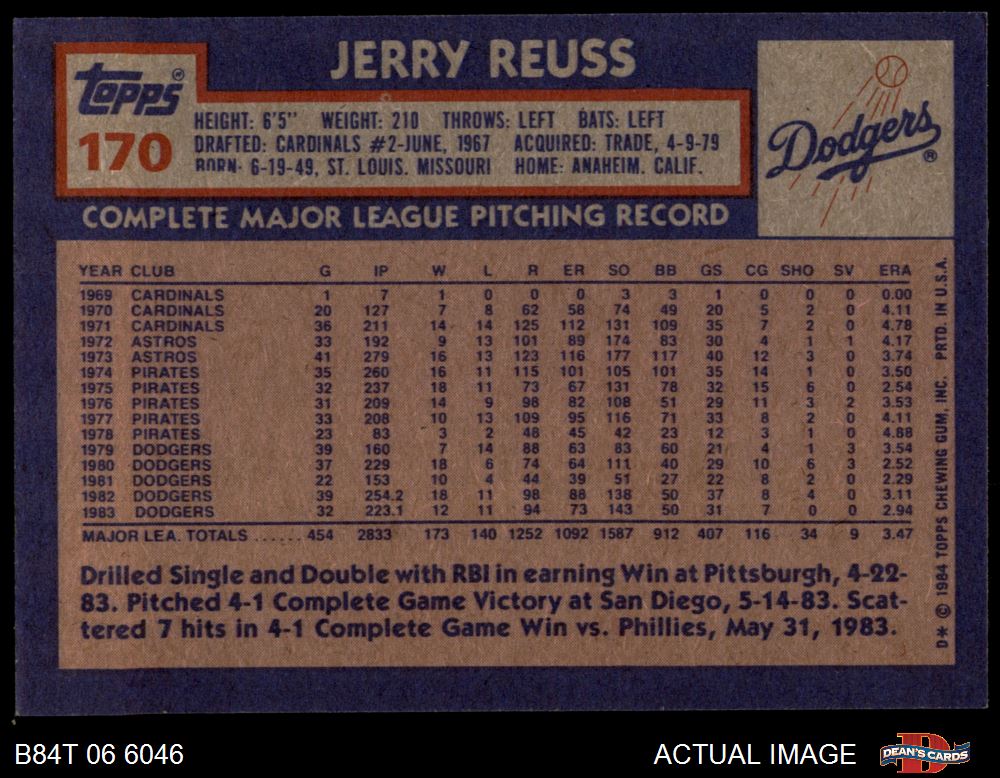 JERRY REUSS
topps®
170
HEIGHT: 6'5" WEIGHT: 210 THROWS: LEFT BATS: LEFT
DRAFTED: CARDINALS #2-JUNE, 1967 ACQUIRED: TRADE, 4-9-79
BORN: 6-19-49, ST. LOUIS. MISSOURI HOME: ANAHEIM. CALIF.
Dodgers®
COMPLETE MAJOR LEAGUE PITCHING RECORD
YEAR CLUB G IP W L R ER SO BB GS CG SHO SV ERA
1969 CARDINALS 1 7 1 0 0 0 3 3 1 0 0 0 0.00
1970 CARDINALS 20 127 7 8 62 58 74 49 20 5 2 0 4.11
1971 CARDINALS 36 211 14 14 125 112 131 109 35 7 2 0 4.78
1972 ASTROS 33 192 9 13 101 89 174 83 30 4 1 1 4.17
1973 ASTROS 41 279 16 13 123 116 177 117 40 12 3 0 3.74
1974 PIRATES 35 260 16 11 115 101 105 101 35 14 1 0 3.50
1975 PIRATES 32 237 18 11 73 67 131 78 32 15 6 0 2.54
1976 PIRATES 31 209 14 9 98 82 108 51 29 11 3 2 3.53
1977 PIRATES 33 208 10 13 109 95 116 71 33 8 2 0 4.11
1978 PIRATES 23 83 3 2 48 45 42 23 12 3 1 0 4.88
1979 DODGERS 39 160 7 14 88 63 83 60 21 4 1 3 3.54
1980 DODGERS 37 229 18 6 74 64 111 40 29 10 6 3 2.52
1981 DODGERS 22 153 10 4 44 39 51 27 22 8 2 0 2.29
1982 DODGERS 39 254.2 18 11 98 88 138 50 37 8 4 0 3.11
1983 DODGERS 32 223.1 12 11 94 73 143 50 31 7 0 0 2.94
MAJOR LEA. TOTALS ...... 454 2833 173 140 1252 1092 1587 912 407 116 34 9 3.47
Drilled Single and Double with RBI in earning Win at Pittsburgh, 4-22-
83. Pitched 4-1 Complete Game Victory at San Diego, 5-14-83. Scat-
tered 7 hits in 4-1 Complete Game Win vs. Phillies, May 31, 1983.
D* © 1984 TOPPS CHEWING GUM, INC. PRTD. IN U.S.A.
B84T 06 6046
ACTUAL IMAGE
DEAN'S CARDS